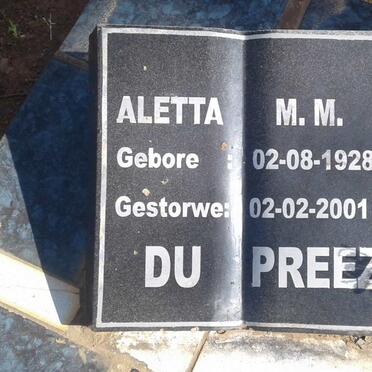 ALETTA M. M.
Gebore : 02-08-1928
Gestorwe: 02-02-2001
DU PREEZ